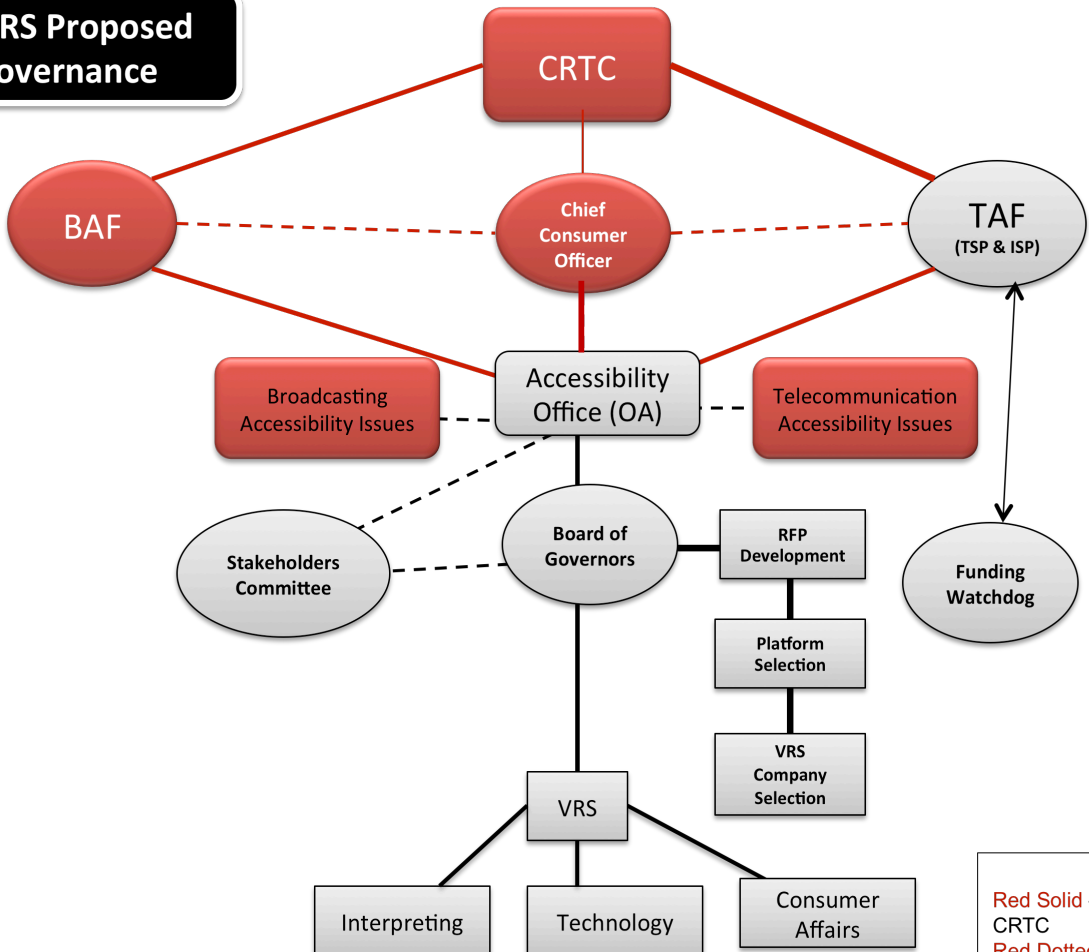 RS Proposed
overnance
CRTC
BAF
Chief
Consumer
Officer
TAF
(TSP & ISP)
Broadcasting
Accessibility Issues
Accessibility
Office (OA)
Telecommunication
Accessibility Issues
Stakeholders
Committee
Board of
Governors
RFP
Development
Funding
Watchdog
Platform
Selection
VRS
Company
Selection
VRS
Interpreting
Technology
Consumer
Affairs
Red Solid
CRTC
Red Dotted